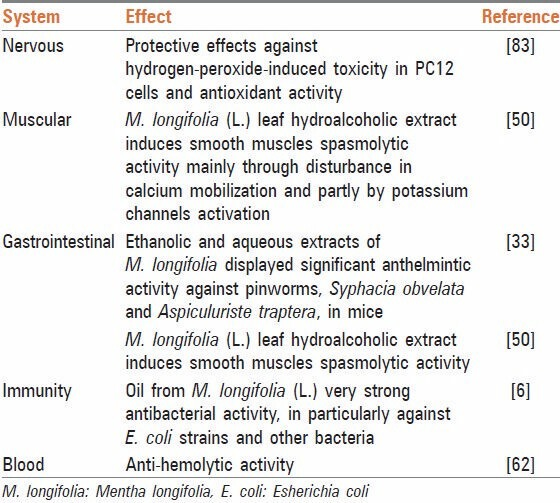 System Effect Reference
Nervous Protective effects against [83]
hydrogen-peroxide-induced toxicity in PC12
cells and antioxidant activity
Muscular M. longifolia (L.) leaf hydroalcoholic extract [50]
induces smooth muscles spasmolytic
activity mainly through disturbance in
calcium mobilization and partly by potassium
channels activation
Gastrointestinal Ethanolic and aqueous extracts of [33]
M. longifolia displayed significant anthelmintic
activity against pinworms, Syphacia obvelata
and Aspiculuriste traptera, in mice
M. longifolia (L.) leaf hydroalcoholic extract [50]
induces smooth muscles spasmolytic activity
Immunity Oil from M. longifolia (L.) very strong [6]
antibacterial activity, in particularly against
E. coli strains and other bacteria
Blood Anti-hemolytic activity [62]
M. longifolia: Mentha longifolia, E. coli: Esherichia coli